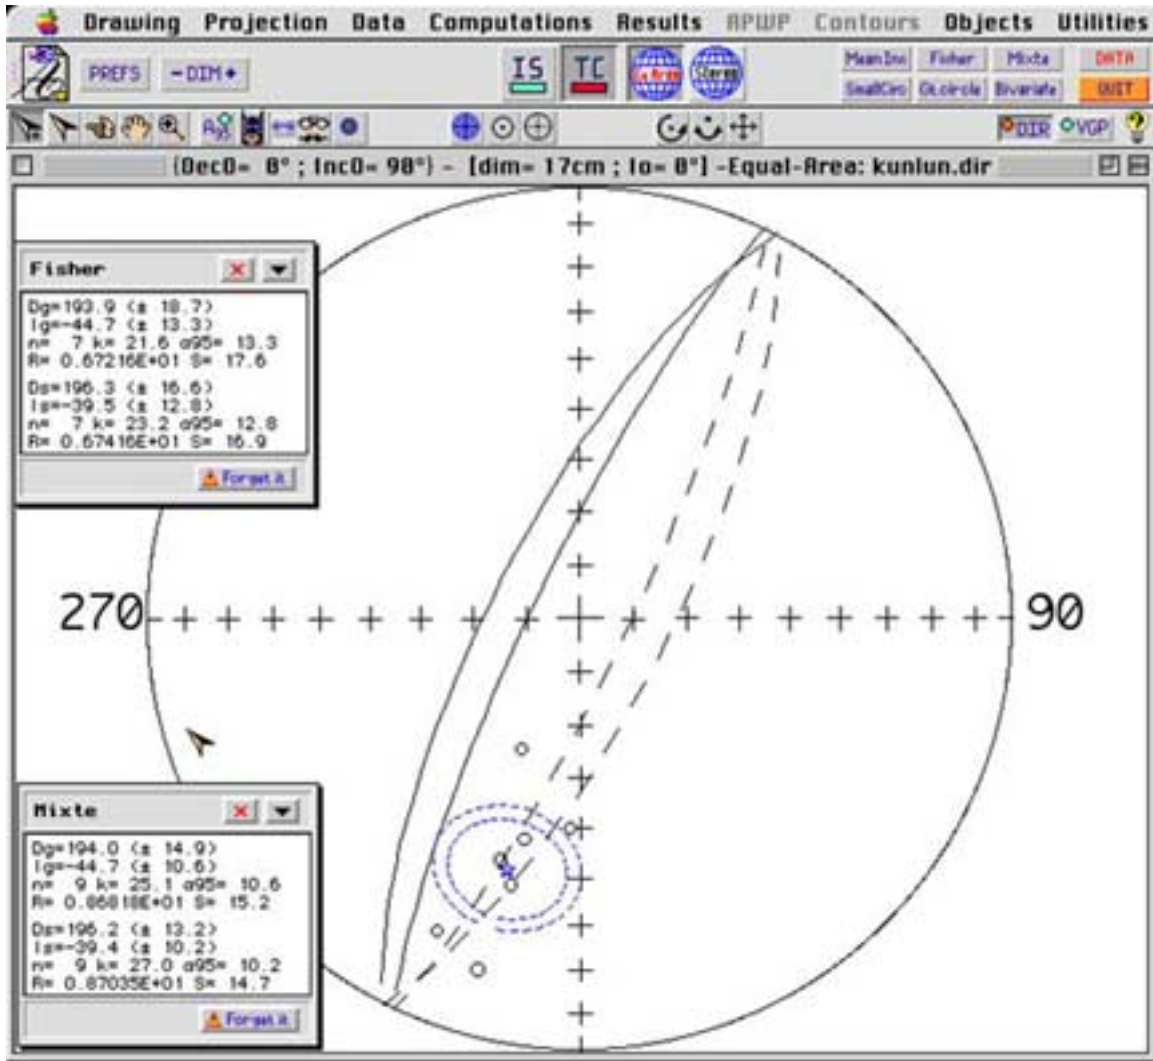 Drawing Projection Data Computations Results APWP Contours Objects Utilities
PREFS -DIM+ IS TC Eq Area Stereo MeanInv Fisher Mixte DATA
SmallCirc Gt.circle Bivariate QUIT
DIR VGP
(Dec0= 0° ; Inc0= 90°) - [dim= 17cm ; Io= 0°] -Equal-Area: kunlun.dir
Fisher
Dg=193.9 (± 18.7)
Ig=-44.7 (± 13.3)
n= 7 k= 21.6 α95= 13.3
R= 0.67216E+01 S= 17.6
Ds=196.3 (± 16.6)
Is=-39.5 (± 12.8)
n= 7 k= 23.2 α95= 12.8
R= 0.67416E+01 S= 16.9
Forget it
270
90
Mixte
Dg=194.0 (± 14.9)
Ig=-44.7 (± 10.6)
n= 9 k= 25.1 α95= 10.6
R= 0.86818E+01 S= 15.2
Ds=196.2 (± 13.2)
Is=-39.4 (± 10.2)
n= 9 k= 27.0 α95= 10.2
R= 0.87035E+01 S= 14.7
Forget it